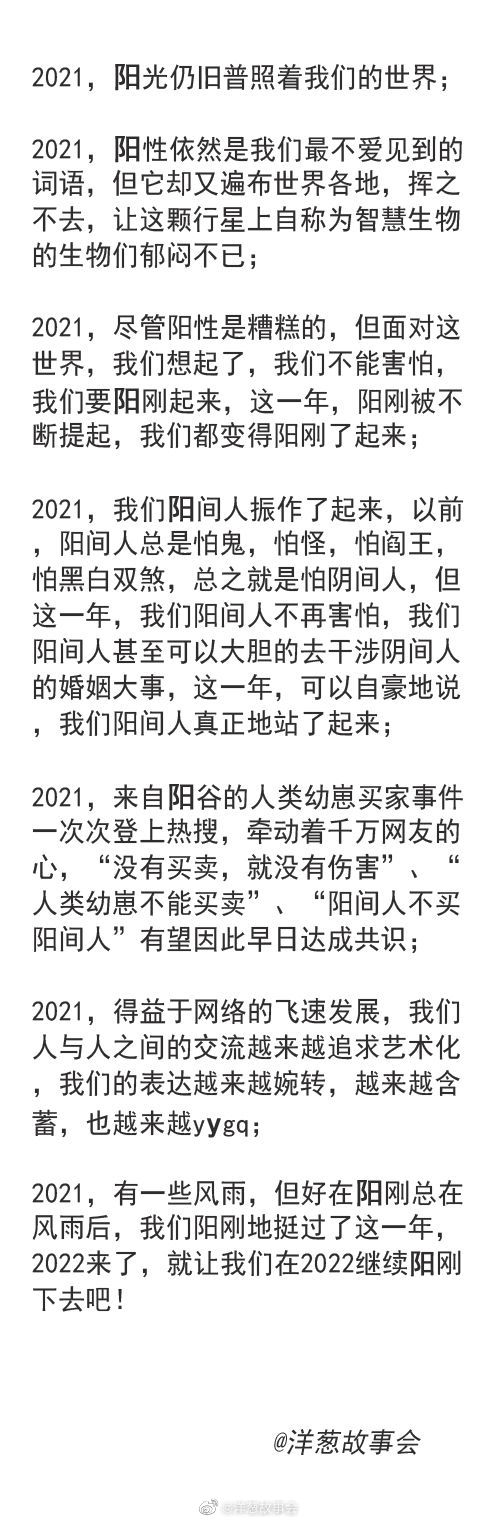 2021，阳光仍旧普照着我们的世界；
2021，阳性依然是我们最不爱见到的
词语，但它却又遍布世界各地，挥之
不去，让这颗行星上自称为智慧生物
的生物们郁闷不已；
2021，尽管阳性是糟糕的，但面对这
世界，我们想起了，我们不能害怕，
我们要阳刚起来，这一年，阳刚被不
断提起，我们都变得阳刚了起来；
2021，我们阳间人振作了起来，以前
，阳间人总是怕鬼，怕怪，怕阎王，
怕黑白双煞，总之就是怕阴间人，但
这一年，我们阳间人不再害怕，我们
阳间人甚至可以大胆的去干涉阴间人
的婚姻大事，这一年，可以自豪地说
，我们阳间人真正地站了起来；
2021，来自阳谷的人类幼崽买家事件
一次次登上热搜，牵动着千万网友的
心，“没有买卖，就没有伤害”、“
人类幼崽不能买卖”、“阳间人不买
阳间人”有望因此早日达成共识；
2021，得益于网络的飞速发展，我们
人与人之间的交流越来越追求艺术化
，我们的表达越来越婉转，越来越含
蓄，也越来越yygq；
2021，有一些风雨，但好在阳刚总在
风雨后，我们阳刚地挺过了这一年，
2022来了，就让我们在2022继续阳刚
下去吧！
@洋葱故事会
@洋葱故事会